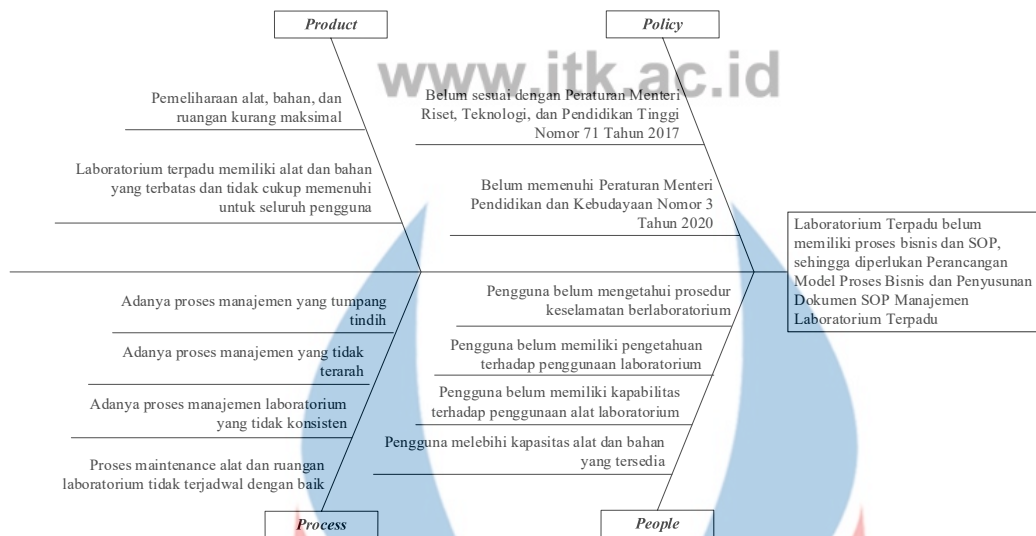 Product
Policy
www.itk.ac.id
Pemeliharaan alat, bahan, dan
ruangan kurang maksimal
Laboratorium terpadu memiliki alat dan bahan
yang terbatas dan tidak cukup memenuhi
untuk seluruh pengguna
Belum sesuai dengan Peraturan Menteri
Riset, Teknologi, dan Pendidikan Tinggi
Nomor 71 Tahun 2017
Belum memenuhi Peraturan Menteri
Pendidikan dan Kebudayaan Nomor 3
Tahun 2020
Laboratorium Terpadu belum
memiliki proses bisnis dan SOP,
sehingga diperlukan Perancangan
Model Proses Bisnis dan Penyusunan
Dokumen SOP Manajemen
Laboratorium Terpadu
Adanya proses manajemen yang tumpang
tindih
Adanya proses manajemen yang tidak
terarah
Adanya proses manajemen laboratorium
yang tidak konsisten
Proses maintenance alat dan ruangan
laboratorium tidak terjadwal dengan baik
Pengguna belum mengetahui prosedur
keselamatan berlaboratorium
Pengguna belum memiliki pengetahuan
terhadap penggunaan laboratorium
Pengguna belum memiliki kapabilitas
terhadap penggunaan alat laboratorium
Pengguna melebihi kapasitas alat dan bahan
yang tersedia
Process
People